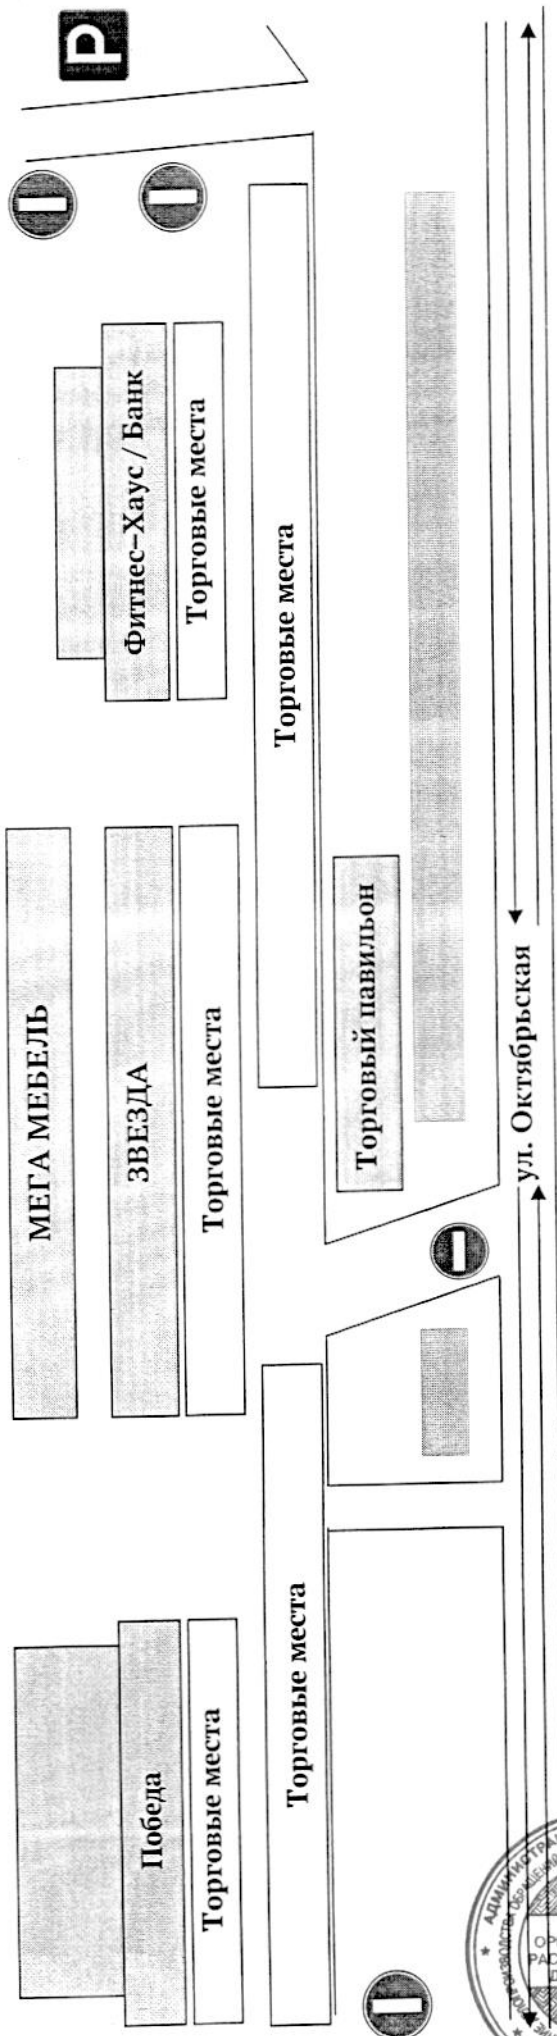 P
МЕГА МЕБЕЛЬ
Фитнес–Хаус / Банк
ЗВЕЗДА
Победа
Торговые места
Торговые места
Торговые места
Торговые места
Торговые места
Торговый павильон
ул. Октябрьская